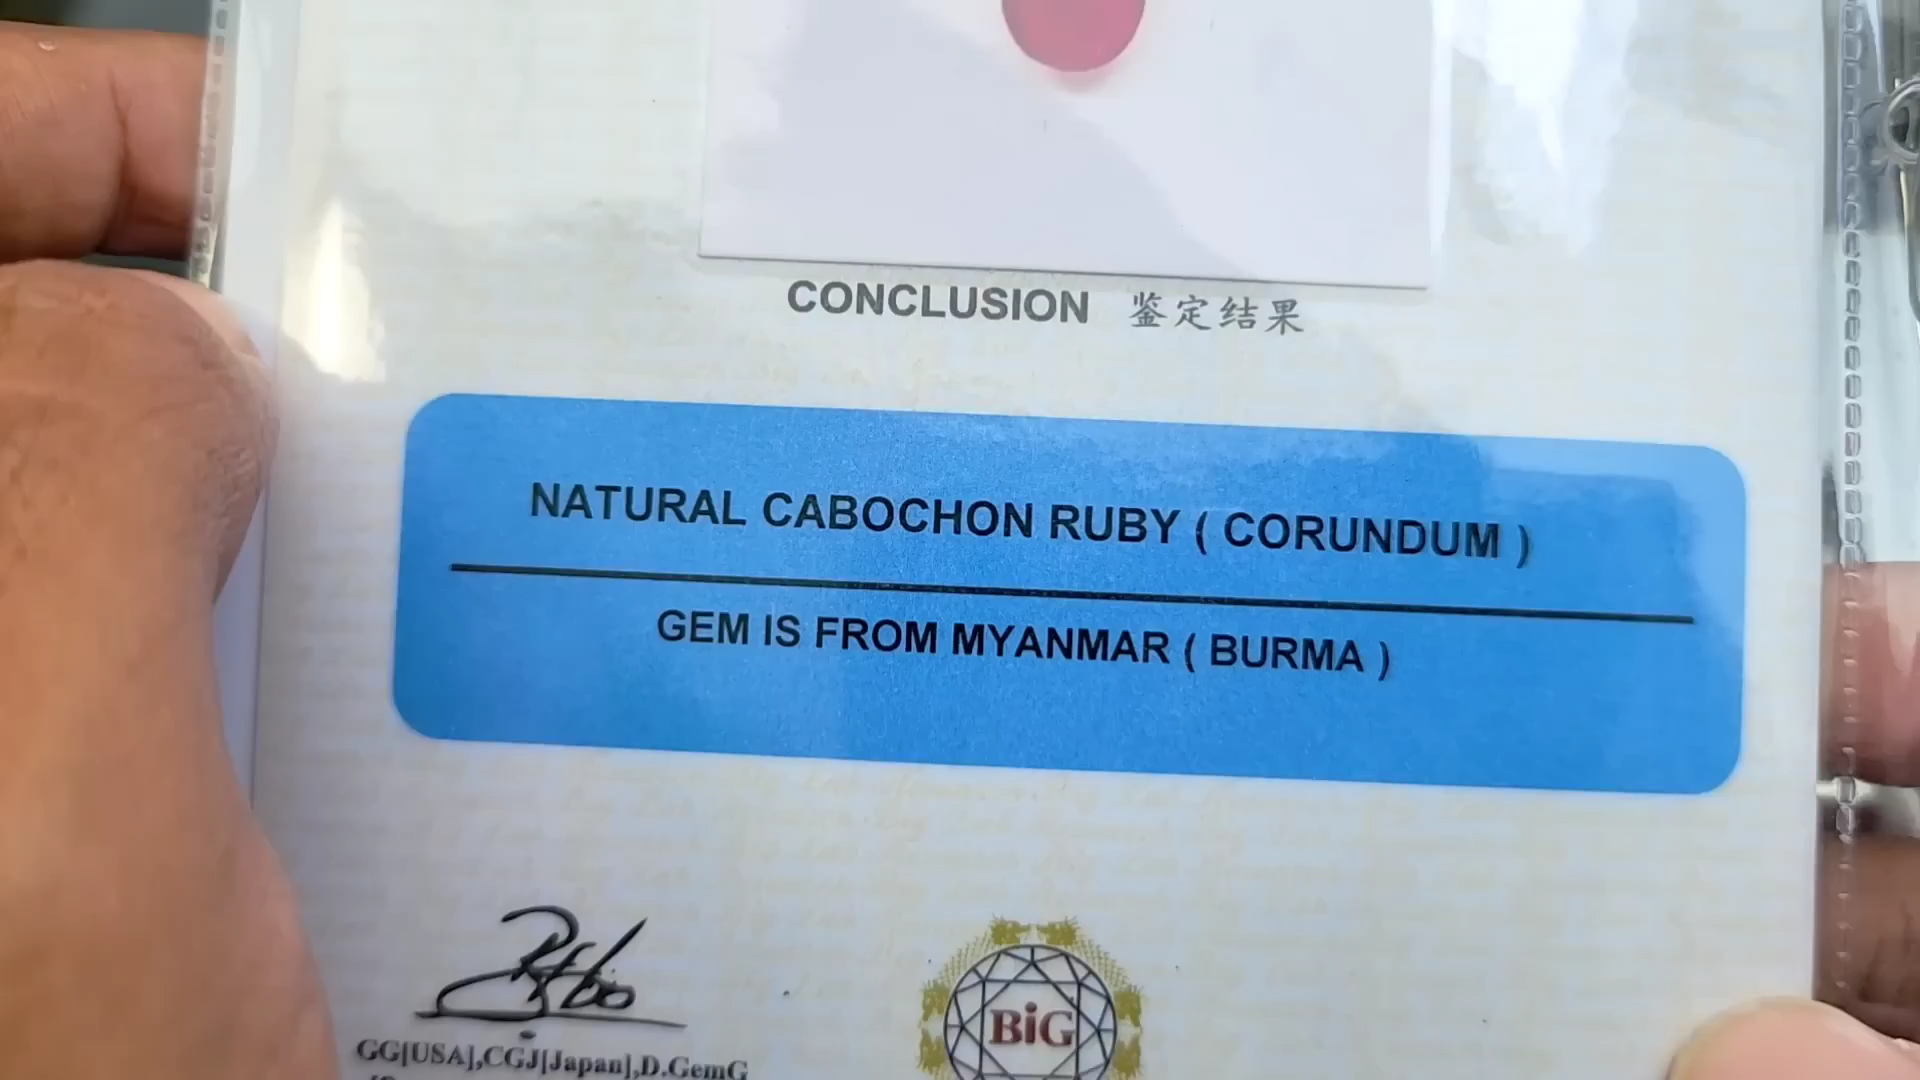 CONCLUSION 鉴定结果
NATURAL CABOCHON RUBY ( CORUNDUM )
GEM IS FROM MYANMAR ( BURMA )
BiG
GG[USA],CGJ[Japan],D.GemG